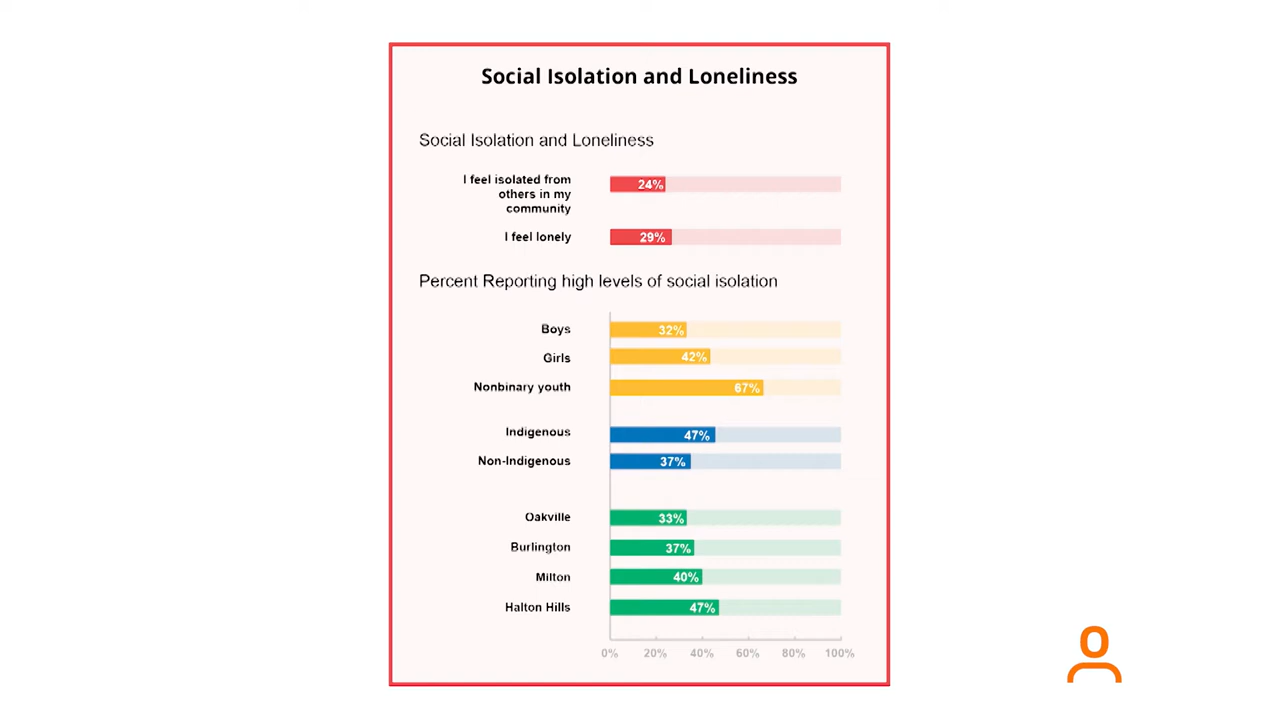 Social Isolation and Loneliness
Social Isolation and Loneliness
I feel isolated from
others in my
community
24%
I feel lonely
29%
Percent Reporting high levels of social isolation
Boys
32%
Girls
42%
Nonbinary youth
67%
Indigenous
47%
Non-Indigenous
37%
Oakville
33%
Burlington
37%
Milton
40%
Halton Hills
47%
0% 20% 40% 60% 80% 100%